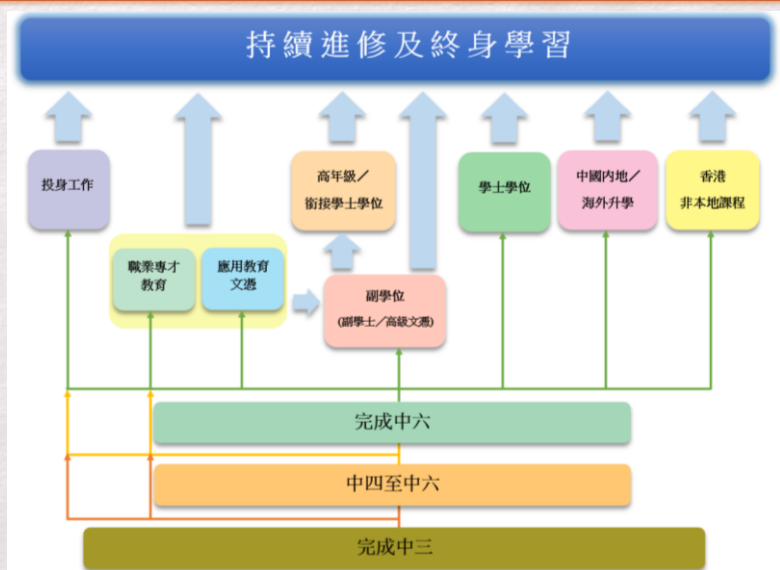 持續進修及終身學習
投身工作
高年級／
銜接學士學位
學士學位
中國內地／
海外升學
香港
非本地課程
職業專才
教育
應用教育
文憑
副學位
(副學士／高級文憑)
完成中六
中四至中六
完成中三